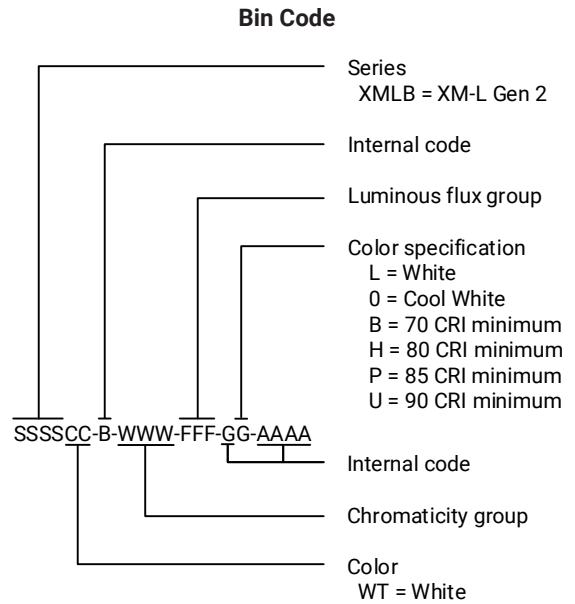 Bin Code
Series
XMLB = XM-L Gen 2
Internal code
Luminous flux group
Color specification
L = White
0 = Cool White
B = 70 CRI minimum
H = 80 CRI minimum
P = 85 CRI minimum
U = 90 CRI minimum
SSSSCC-B-WWW-FFF-GG-AAAA
Internal code
Chromaticity group
Color
WT = White